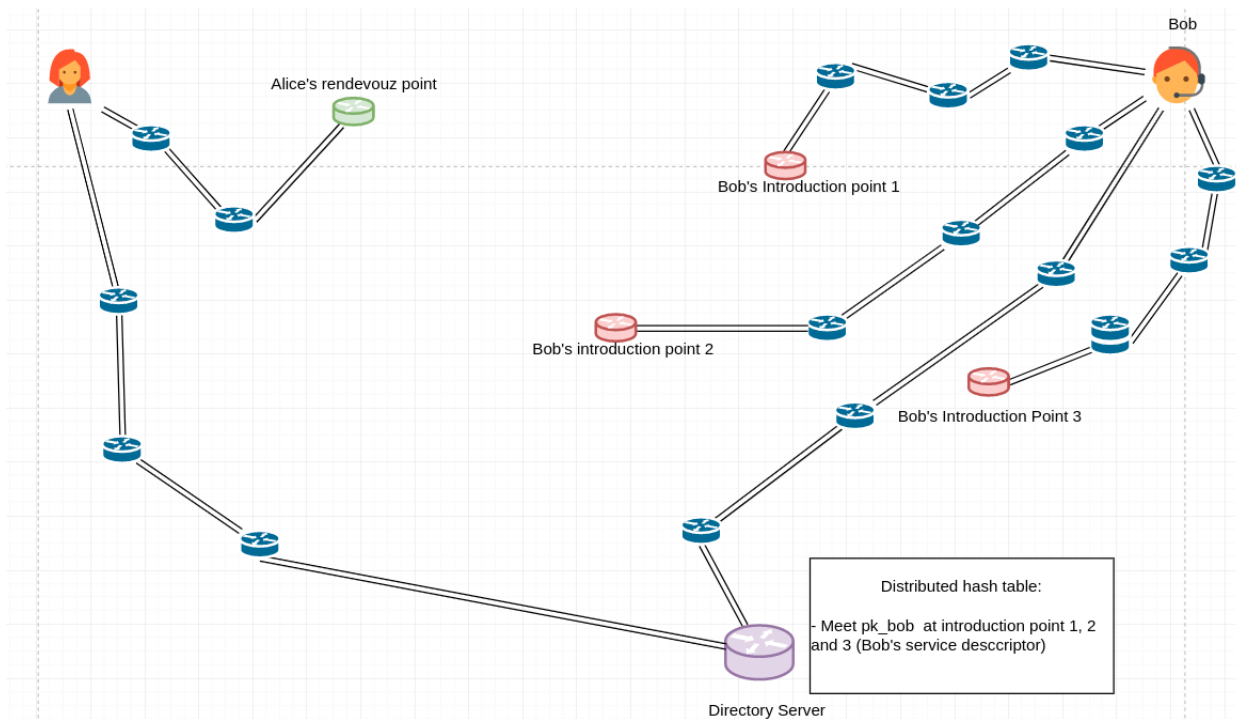 Bob
Alice's rendevouz point
Bob's Introduction point 1
Bob's introduction point 2
Bob's Introduction Point 3
Distributed hash table:
- Meet pk_bob at introduction point 1, 2
and 3 (Bob's service desccriptor)
Directory Server